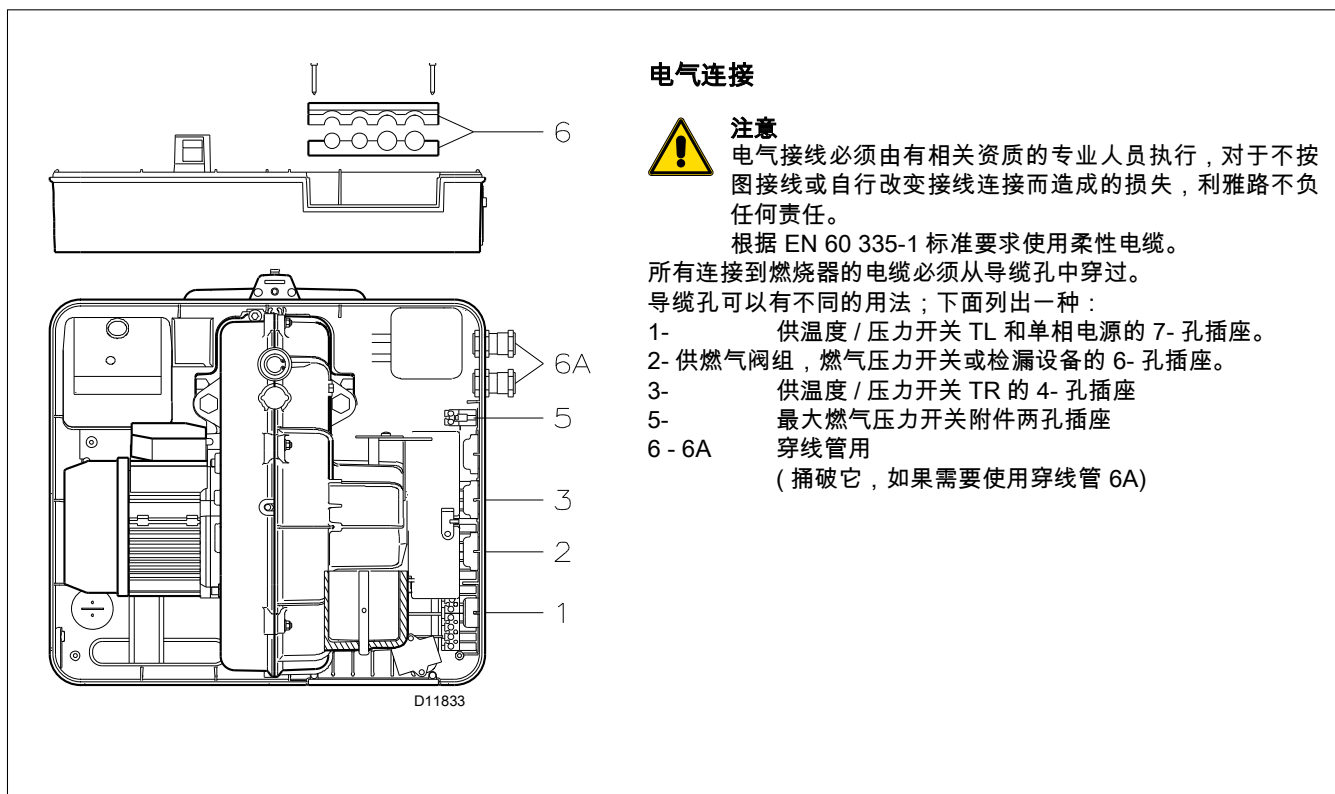 6
6A
5
3
2
1
D11833
电气连接
注意
电气接线必须由有相关资质的专业人员执行，对于不按
图接线或自行改变接线连接而造成的损失，利雅路不负
任何责任。
根据 EN 60 335-1 标准要求使用柔性电缆。
所有连接到燃烧器的电缆必须从导缆孔中穿过。
导缆孔可以有不同的用法；下面列出一种：
1- 供温度 / 压力开关 TL 和单相电源的 7- 孔插座。
2- 供燃气阀组，燃气压力开关或检漏设备的 6- 孔插座。
3- 供温度 / 压力开关 TR 的 4- 孔插座
5- 最大燃气压力开关附件两孔插座
6 - 6A 穿线管用
( 捅破它，如果需要使用穿线管 6A)